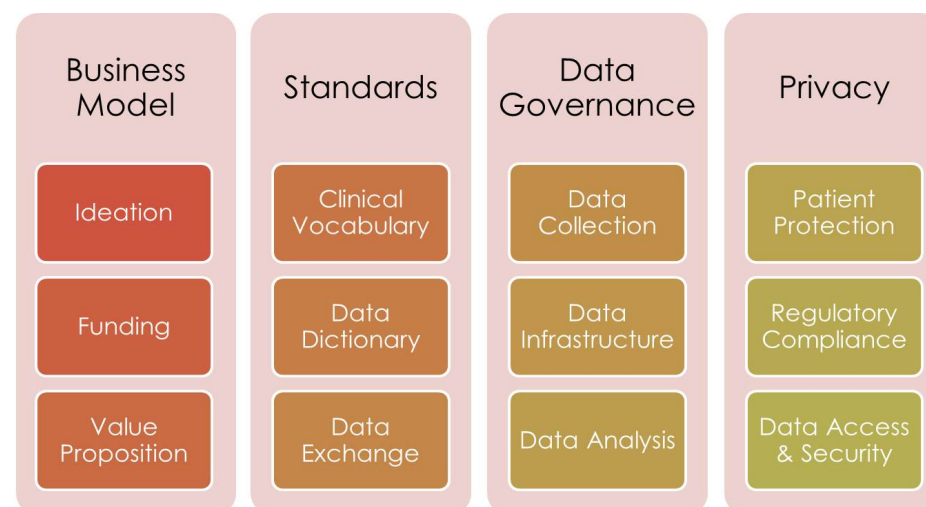 Business
Model
Ideation
Funding
Value
Proposition
Standards
Clinical
Vocabulary
Data
Dictionary
Data
Exchange
Data
Governance
Data
Collection
Data
Infrastructure
Data Analysis
Privacy
Patient
Protection
Regulatory
Compliance
Data Access
& Security